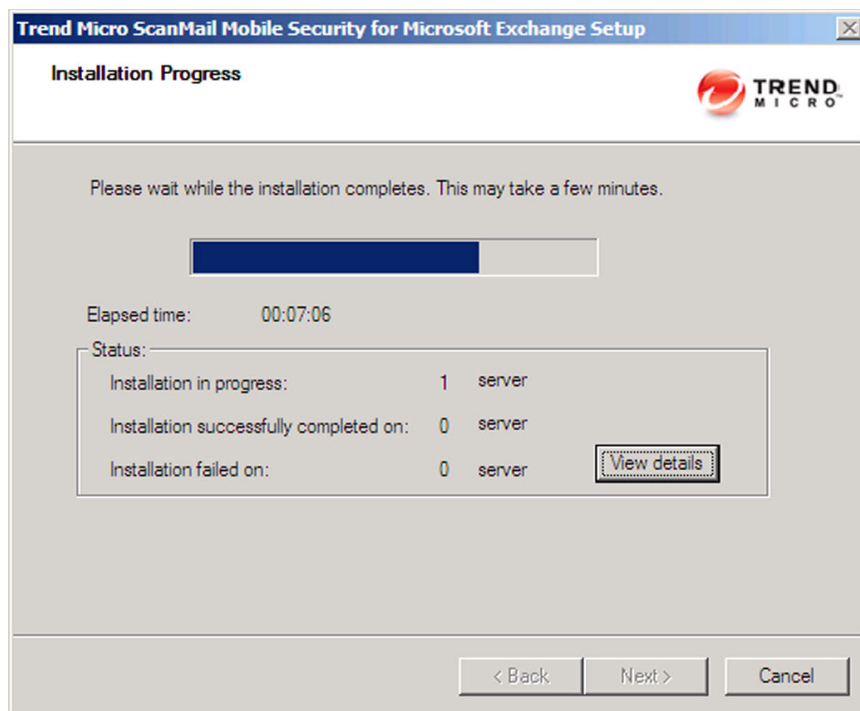 Trend Micro ScanMail Mobile Security for Microsoft Exchange Setup
Installation Progress
TREND
MICRO™
Please wait while the installation completes. This may take a few minutes.
Elapsed time: 00:07:06
Status:
Installation in progress: 1 server
Installation successfully completed on: 0 server
Installation failed on: 0 server
View details
< Back Next > Cancel